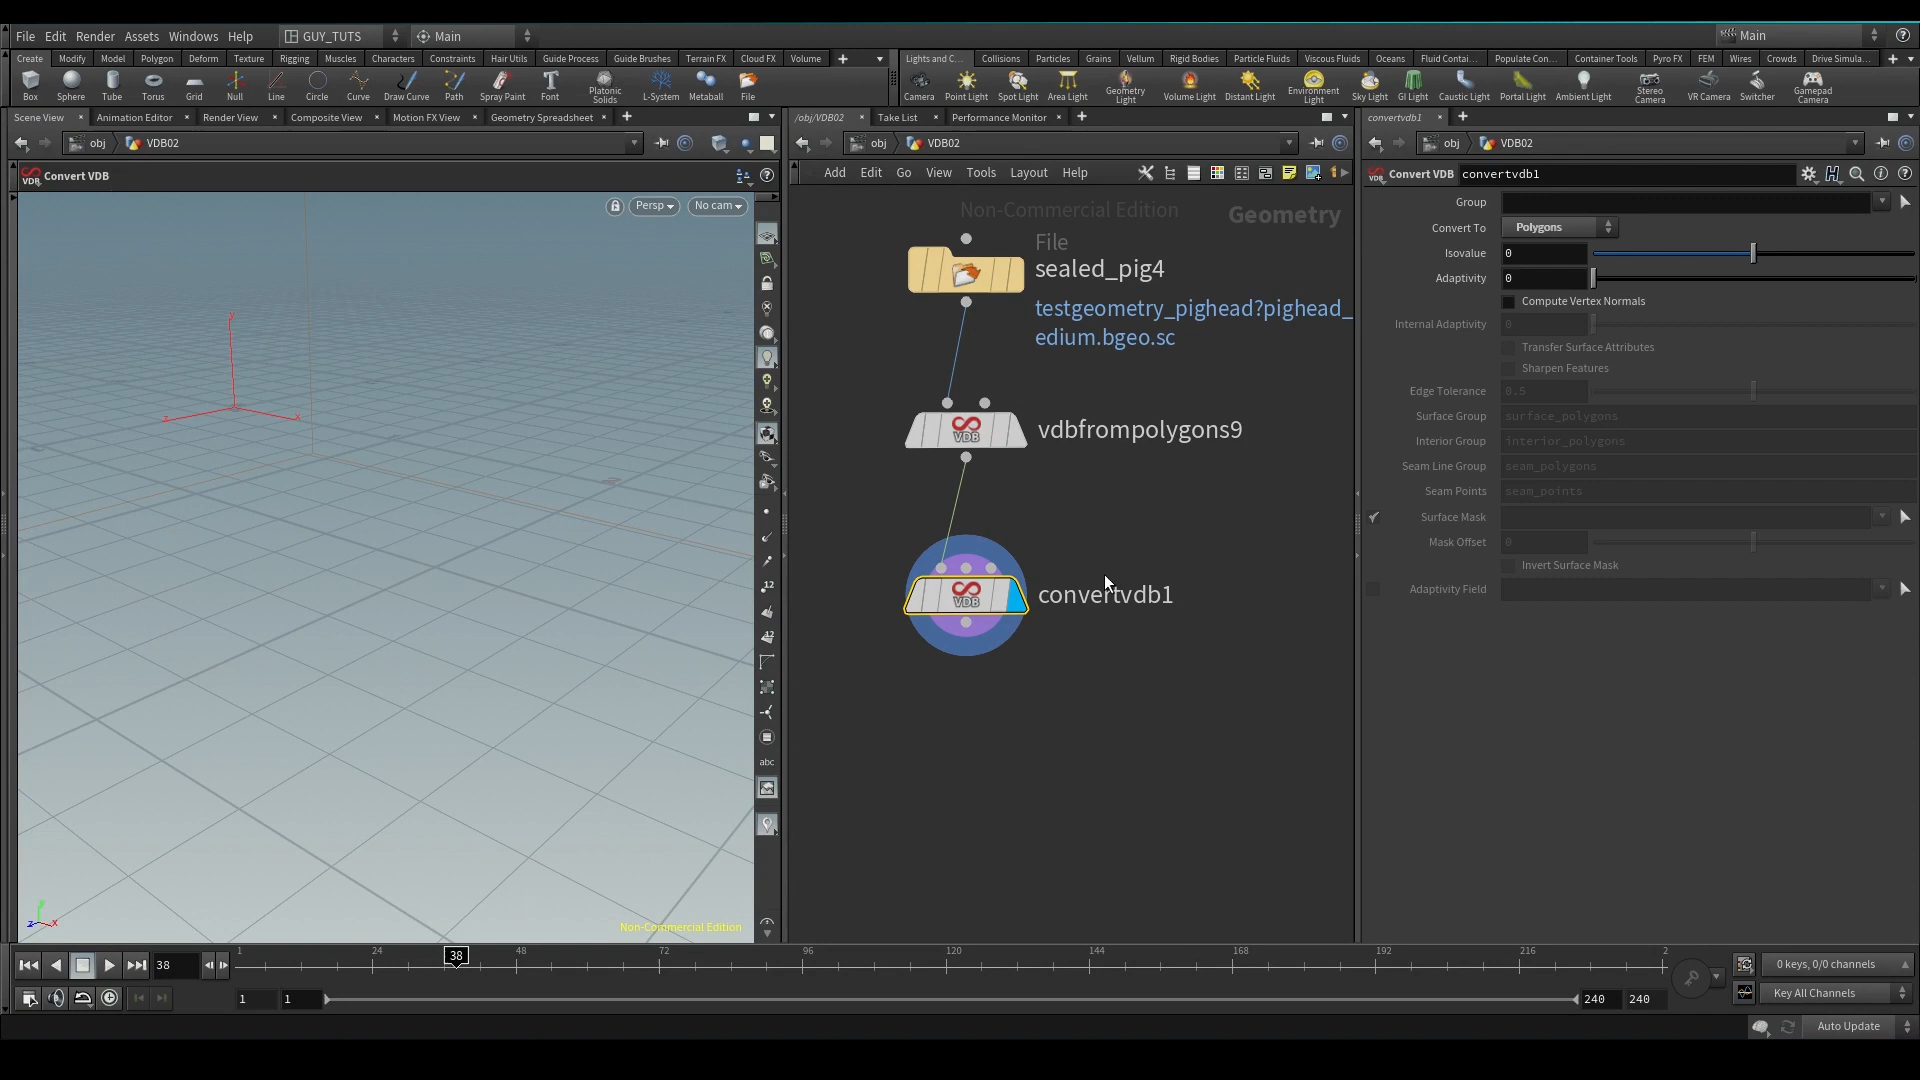 File Edit Render Assets Windows Help GUY_TUTS Main Main
Create Modify Model Polygon Deform Texture Rigging Muscles Characters Constraints Hair Utils Guide Process Guide Brushes Terrain FX Cloud FX Volume
Lights and C... Collisions Particles Grains Vellum Rigid Bodies Particle Fluids Viscous Fluids Oceans Fluid Contai... Populate Con... Container Tools Pyro FX FEM Wires Crowds Drive Simula...
Box Sphere Tube Torus Grid Null Line Circle Curve Draw Curve Path Spray Paint Font Platonic Solids L-System Metaball File
Camera Point Light Spot Light Area Light Geometry Light Volume Light Distant Light Environment Light Sky Light GI Light Caustic Light Portal Light Ambient Light Stereo Camera VR Camera Switcher Gamepad Camera
Scene View Animation Editor Render View Composite View Motion FX View Geometry Spreadsheet
/obj/VDB02 Take List Performance Monitor
convertvdb1
obj VDB02
obj VDB02
obj VDB02
VDB Convert VDB
Persp No cam
12
12
abc
y
z
x
y
z
x
Non-Commercial Edition
Add Edit Go View Tools Layout Help
Non-Commercial Edition Geometry
File
sealed_pig4
testgeometry_pighead?pighead_
edium.bgeo.sc
VDB vdbfrompolygons9
VDB convertvdb1
VDB Convert VDB convertvdb1
Group
Convert To Polygons
Isovalue 0
Adaptivity 0
Compute Vertex Normals
Internal Adaptivity 0
Transfer Surface Attributes
Sharpen Features
Edge Tolerance 0.5
Surface Group surface_polygons
Interior Group interior_polygons
Seam Line Group seam_polygons
Seam Points seam_points
Surface Mask
Mask Offset 0
Invert Surface Mask
Adaptivity Field
38
1 24 38 48 72 96 120 144 168 192 216 2
0 keys, 0/0 channels
1 1 240 240
Key All Channels
Auto Update